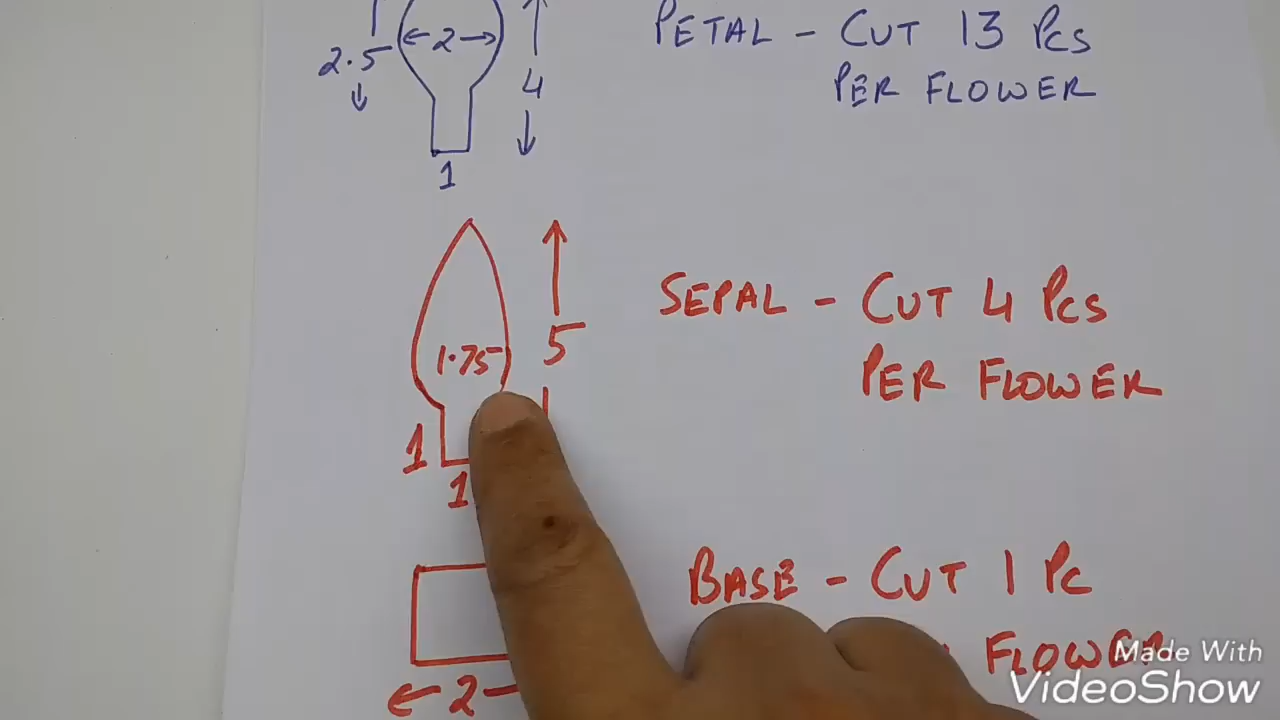 PETAL - CUT 13 PCS
PER FLOWER
2.5
2
4
1
SEPAL - CUT 4 PCS
PER FLOWER
1.75
5
1
1
BASE - CUT 1 PC
FLOWER
2
Made With
VideoShow